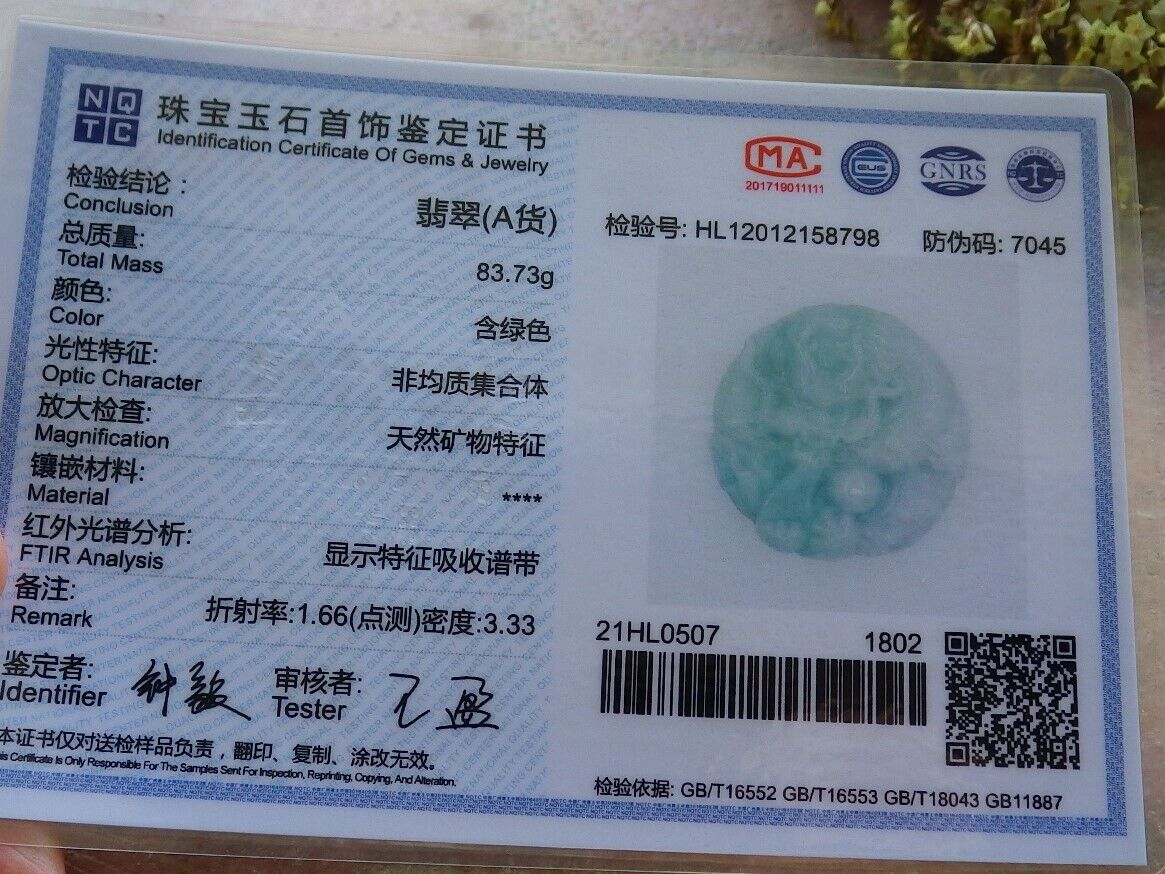 NQ
TC
珠宝玉石首饰鉴定证书
Identification Certificate Of Gems & Jewelry
检验结论：
Conclusion
翡翠(A货)
总质量:
Total Mass
83.73g
颜色:
Color
含绿色
光性特征:
Optic Character
非均质集合体
放大检查:
Magnification
天然矿物特征
镶嵌材料:
Material
****
红外光谱分析:
FTIR Analysis
显示特征吸收谱带
备注:
Remark
折射率:1.66(点测)密度:3.33
鉴定者:
Identifier
审核者:
Tester
本证书仅对送检样品负责，翻印、复制、涂改无效。
is Certificate Is Only Responsible For The Samples Sent For Inspection, Reprinting, Copying, And Alteration.
MA
201719011111
GNRS
检验号: HL12012158798
防伪码: 7045
21HL0507
1802
检验依据: GB/T16552 GB/T16553 GB/T18043 GB11887